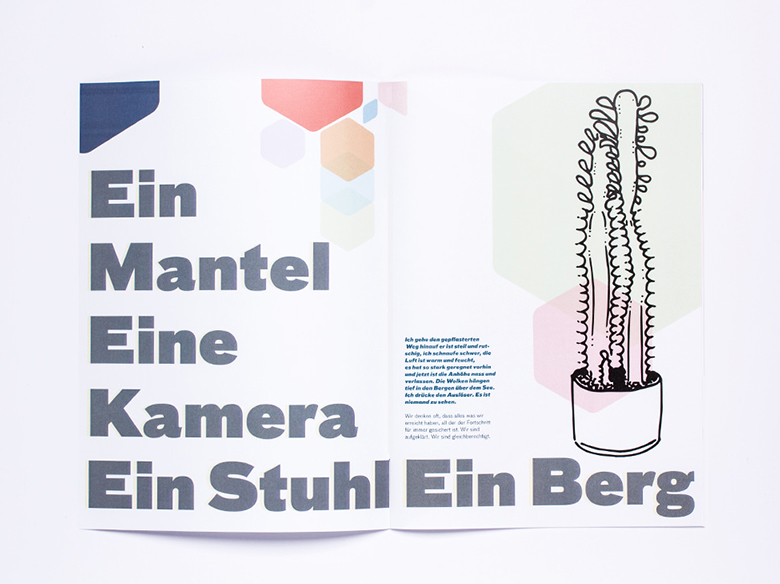 Ein
Mantel
Eine
Kamera
Ein Stuhl Ein Berg
Ich gehe den gepflasterten
Weg hinauf er ist steil und rut-
schig, ich schnaufe schwer, die
Luft ist warm und feucht,
es hat so stark geregnet vorhin
und jetzt ist die Anhöhe nass und
verlassen. Die Wolken hängen
tief in den Bergen über dem See.
Ich drücke den Auslöser. Es ist
niemand zu sehen.
Wir denken oft, dass alles was wir
erreicht haben, all der der Fortschritt
für immer gesichert ist. Wir sind
aufgeklärt. Wir sind gleichberechtigt.